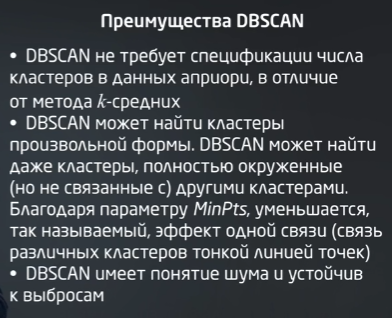 Преимущества DBSCAN
• DBSCAN не требует спецификации числа
кластеров в данных априори, в отличие
от метода k-средних
• DBSCAN может найти кластеры
произвольной формы. DBSCAN может найти
даже кластеры, полностью окруженные
(но не связанные с) другими кластерами.
Благодаря параметру MinPts, уменьшается,
так называемый, эффект одной связи (связь
различных кластеров тонкой линией точек)
• DBSCAN имеет понятие шума и устойчив
к выбросам